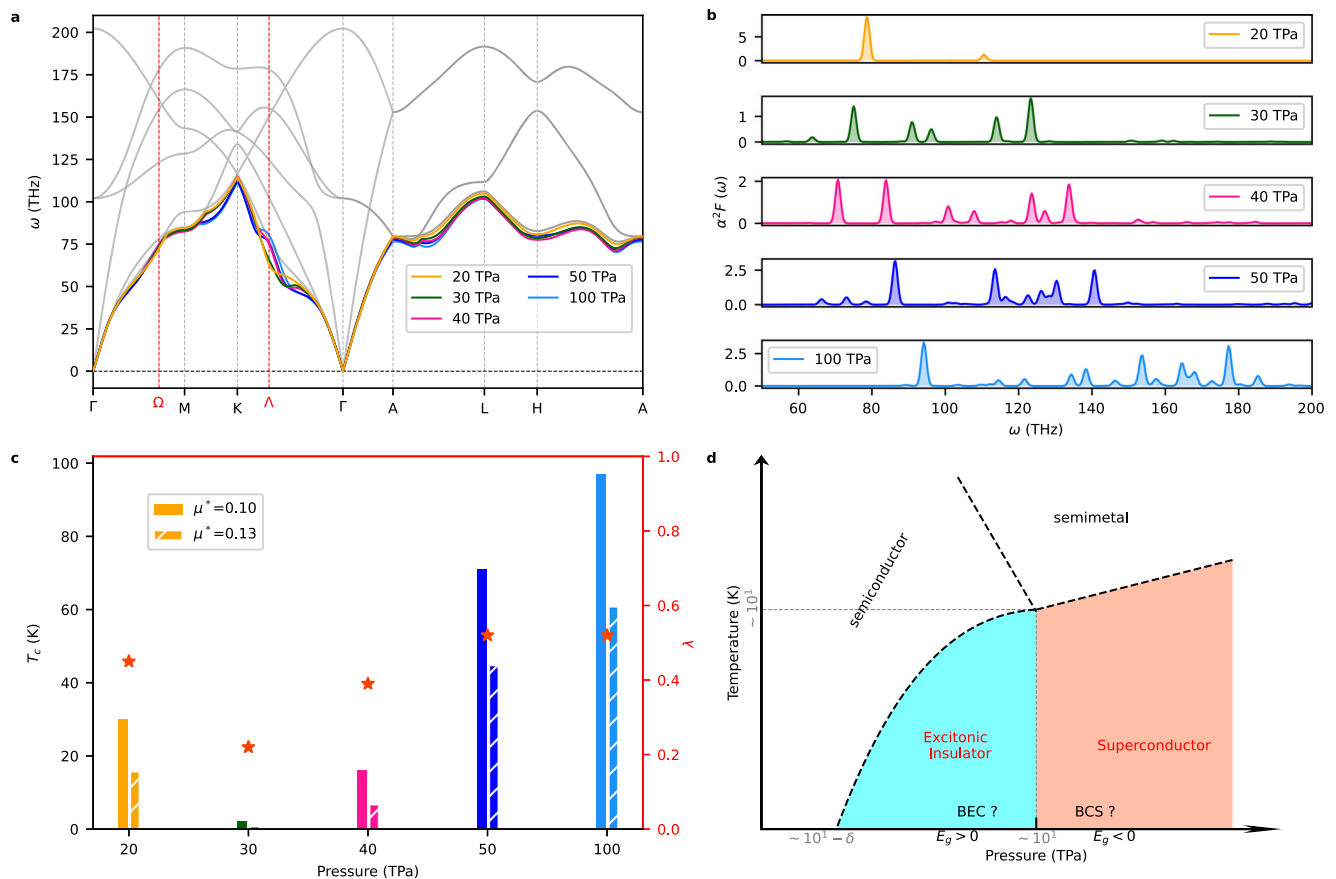 a
ω (THz)
200
175
150
125
100
75
50
25
0
20 TPa
30 TPa
40 TPa
50 TPa
100 TPa
Γ Ω M K Λ Γ A L H A
b
α²F (ω)
5
0
20 TPa
1
0
30 TPa
2
0
40 TPa
2.5
0.0
50 TPa
2.5
0.0
100 TPa
60 80 100 120 140 160 180 200
ω (THz)
c
T_c (K)
100
80
60
40
20
0
μ*=0.10
μ*=0.13
1.0
0.8
0.6
0.4
0.2
0.0
λ
20 30 40 50 100
Pressure (TPa)
d
Temperature (K)
~ 10¹
semiconductor
semimetal
Excitonic
Insulator
Superconductor
BEC ?
BCS ?
~ 10¹ − δ
E_g>0
~10¹
E_g<0
Pressure (TPa)